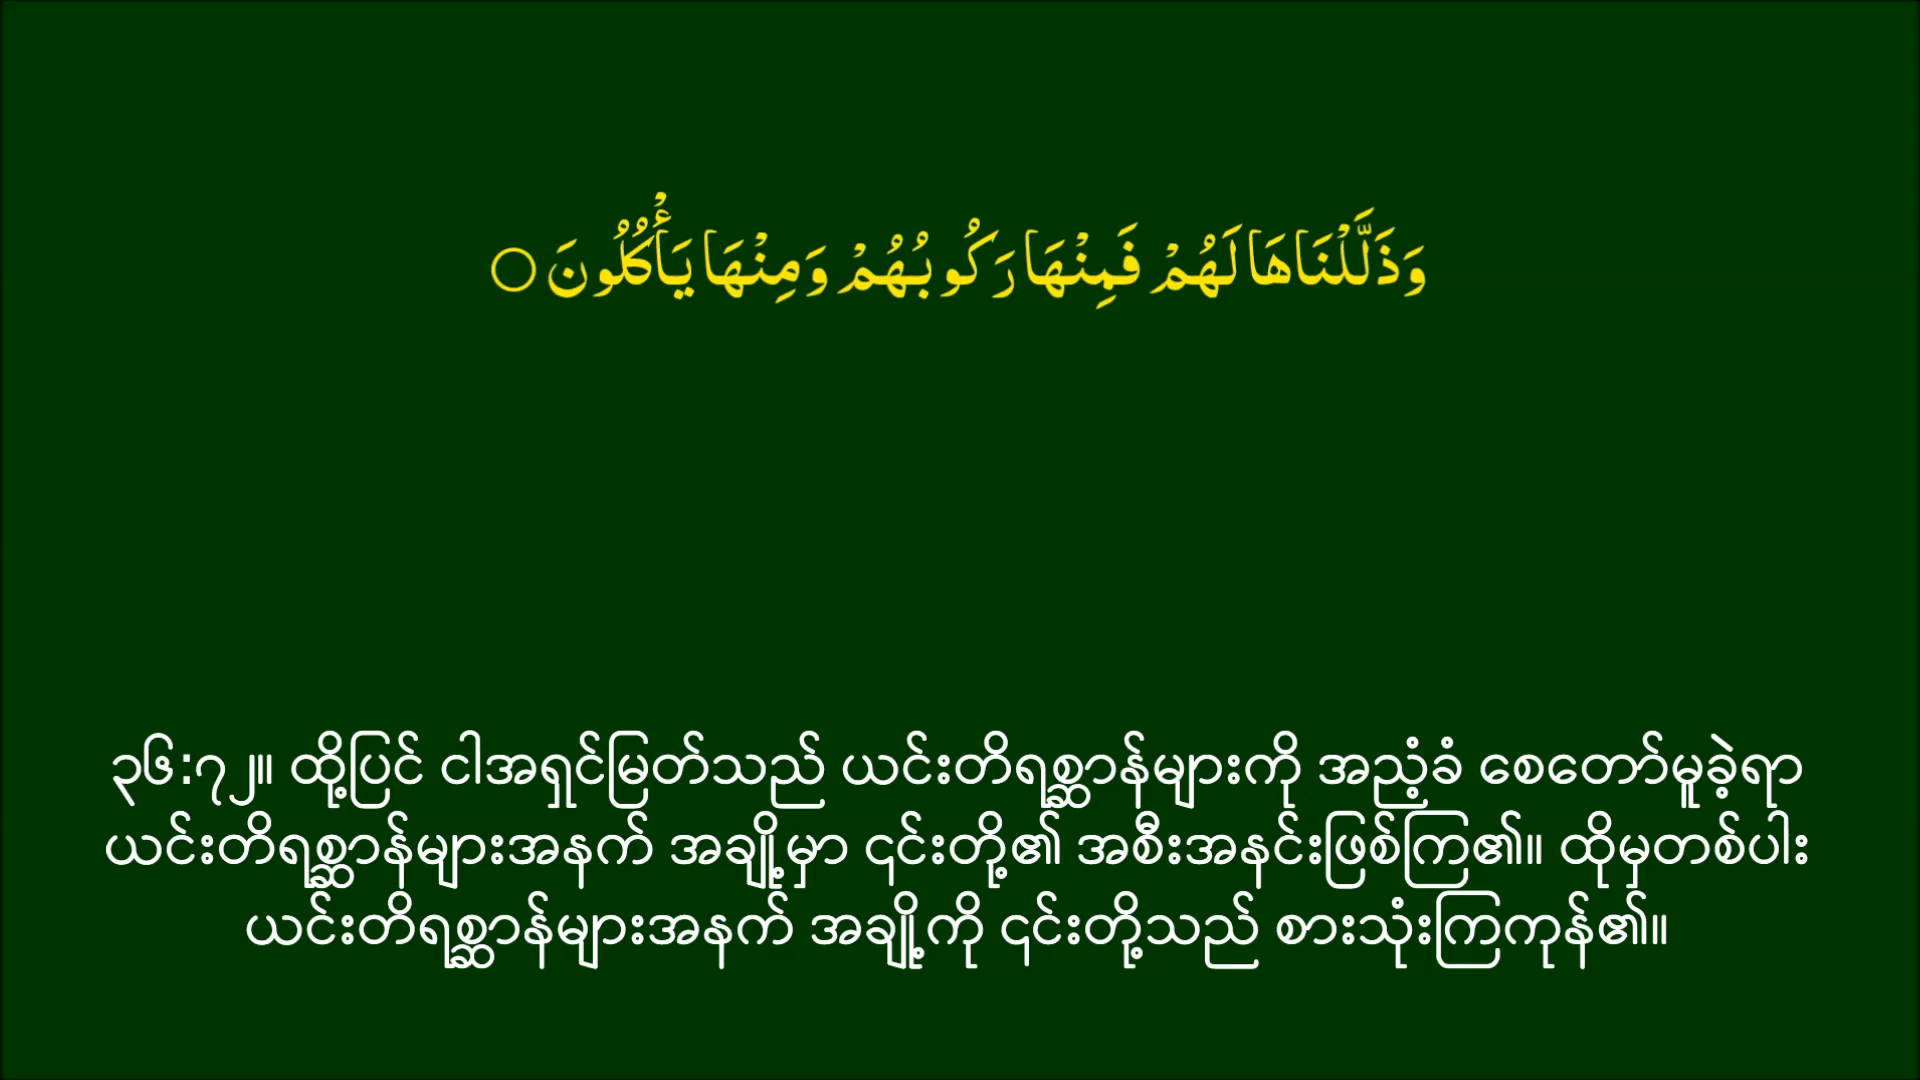 وَذَلَّلْنَاهَا لَهُمْ فَمِنْهَا رَكُوبُهُمْ وَمِنْهَا يَأْكُلُونَ ○
၃၆:၇၂။ ထို့ပြင် ငါအရှင်မြတ်သည် ယင်းတိရစ္ဆာန်များကို အညံ့ခံ စေတော်မူခဲ့ရာ
ယင်းတိရစ္ဆာန်များအနက် အချို့မှာ ၎င်းတို့၏ အစီးအနင်းဖြစ်ကြ၏။ ထိုမှတစ်ပါး
ယင်းတိရစ္ဆာန်များအနက် အချို့ကို ၎င်းတို့သည် စားသုံးကြကုန်၏။